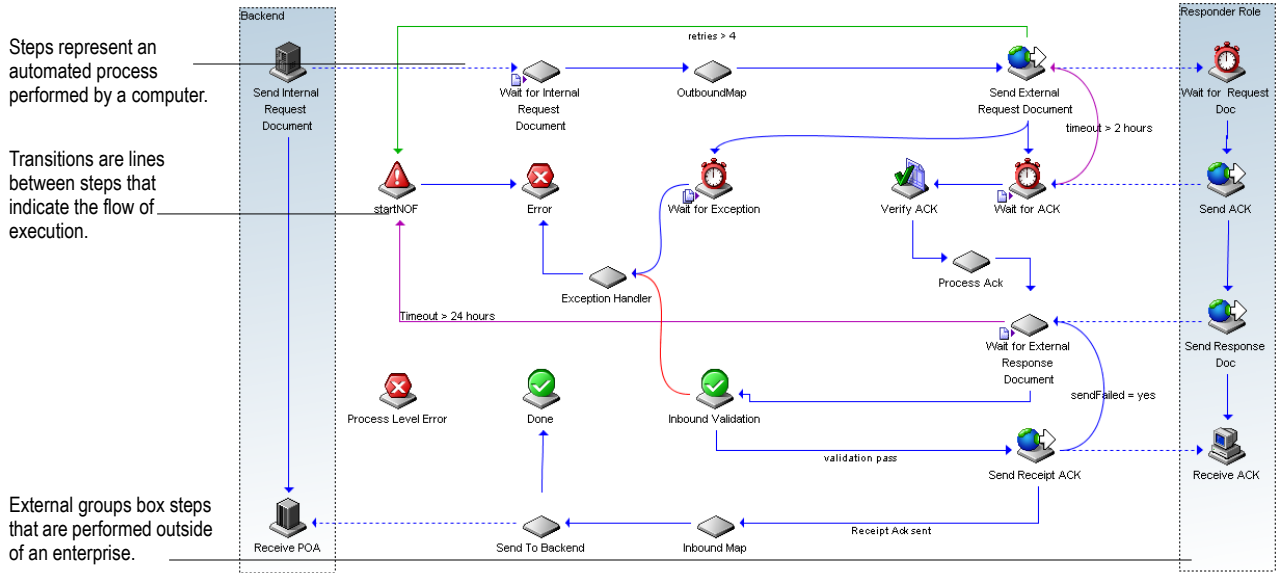 Backend
Responder Role
Steps represent an
automated process
performed by a computer.
retries > 4
Send Internal
Request
Document
Wait for Internal
Request
Document
OutboundMap
Send External
Request Document
Wait for Request
Doc
timeout > 2 hours
Transitions are lines
between steps that
indicate the flow of
execution.
startNOF
Error
Wait for Exception
Verify ACK
Wait for ACK
Send ACK
Process Ack
Exception Handler
Timeout > 24 hours
Wait for External
Response
Document
Send Response
Doc
sendFailed = yes
Process Level Error
Done
Inbound Validation
validation pass
Send Receipt ACK
Receive ACK
External groups box steps
that are performed outside
of an enterprise.
Receive POA
Send To Backend
Inbound Map
Receipt Ack sent